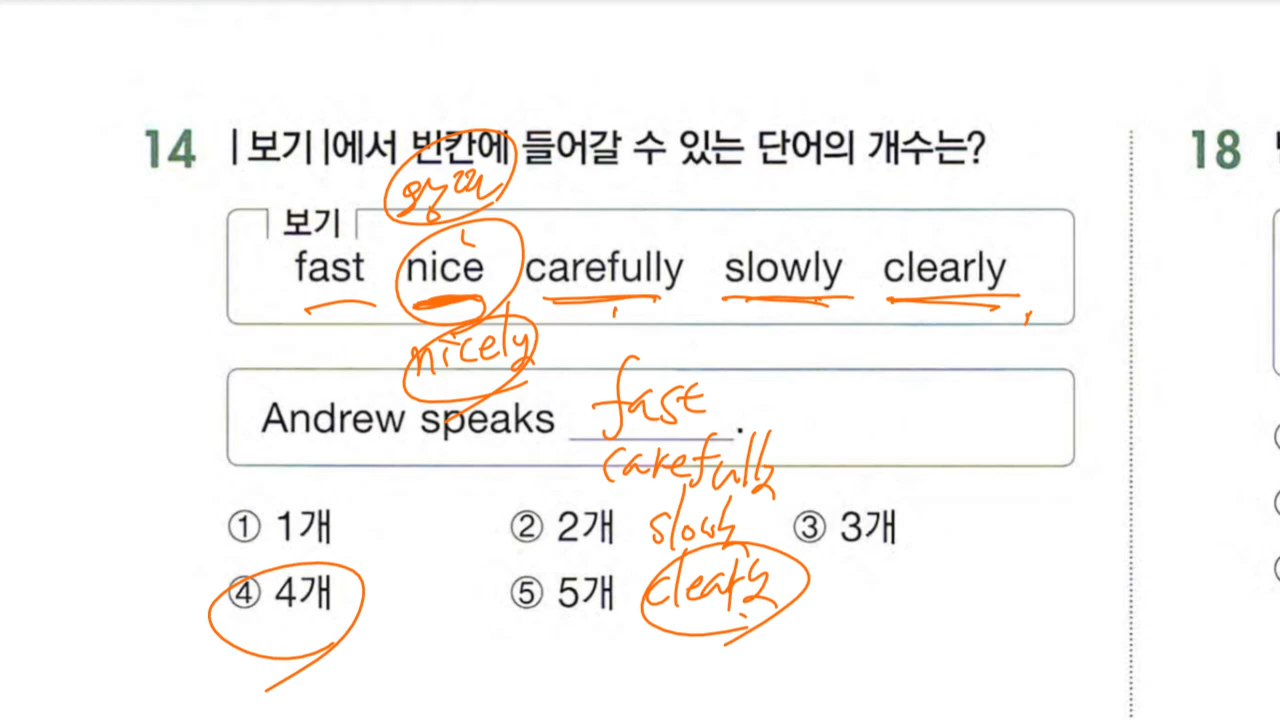 14 |보기|에서 빈칸에 들어갈 수 있는 단어의 개수는?
18
보기
fast nice carefully slowly clearly
nicely
Andrew speaks fast.
carefully
slowly
clearly
① 1개 ② 2개 ③ 3개
④ 4개 ⑤ 5개